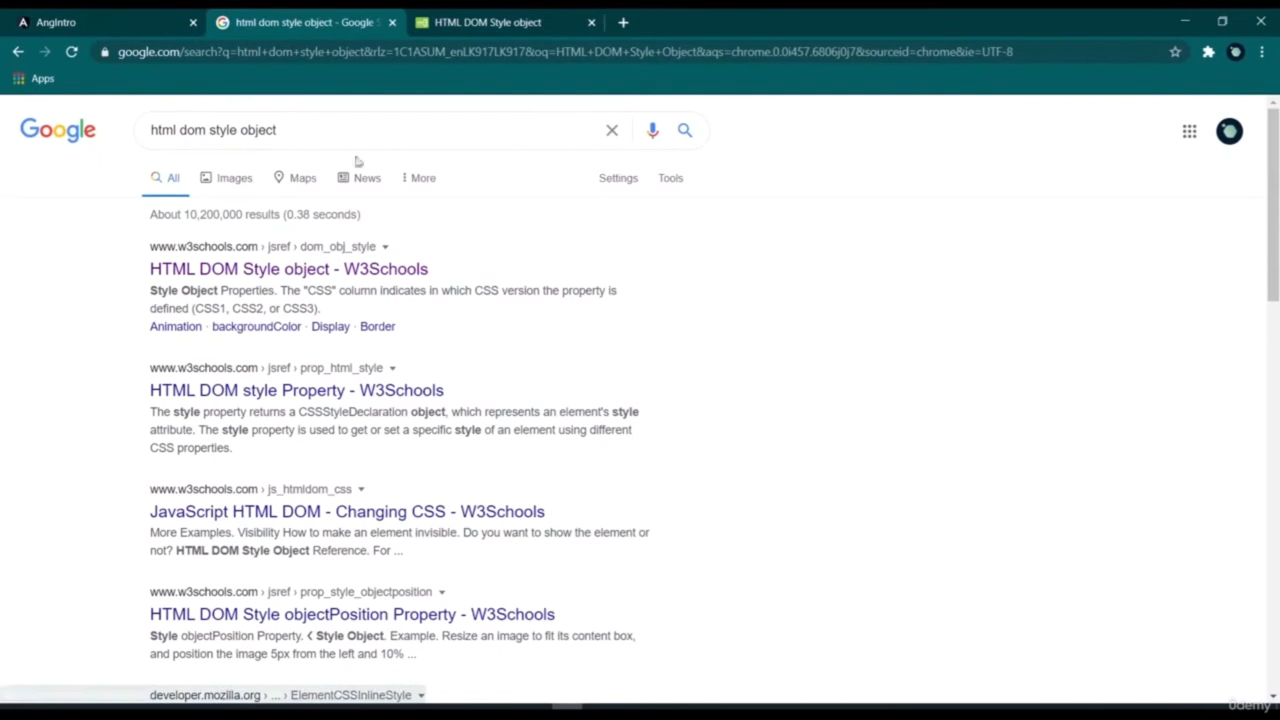 AngIntro
html dom style object - Google S
HTML DOM Style object
google.com/search?q=html+dom+style+object&rlz=1C1ASUM_enLK917LK917&oq=HTML+DOM+Style+Object&aqs=chrome.0.0i457.6806j0j7&sourceid=chrome&ie=UTF-8
Apps
Google
html dom style object
All
Images
Maps
News
More
Settings
Tools
About 10,200,000 results (0.38 seconds)
www.w3schools.com › jsref › dom_obj_style
HTML DOM Style object - W3Schools
Style Object Properties. The "CSS" column indicates in which CSS version the property is
defined (CSS1, CSS2, or CSS3).
Animation · backgroundColor · Display · Border
www.w3schools.com › jsref › prop_html_style
HTML DOM style Property - W3Schools
The style property returns a CSSStyleDeclaration object, which represents an element's style
attribute. The style property is used to get or set a specific style of an element using different
CSS properties.
www.w3schools.com › js_htmldom_css
JavaScript HTML DOM - Changing CSS - W3Schools
More Examples. Visibility How to make an element invisible. Do you want to show the element or
not? HTML DOM Style Object Reference. For ...
www.w3schools.com › jsref › prop_style_objectposition
HTML DOM Style objectPosition Property - W3Schools
Style objectPosition Property. ❮ Style Object. Example. Resize an image to fit its content box,
and position the image 5px from the left and 10% ...
developer.mozilla.org › ... › ElementCSSInlineStyle
ûdemy